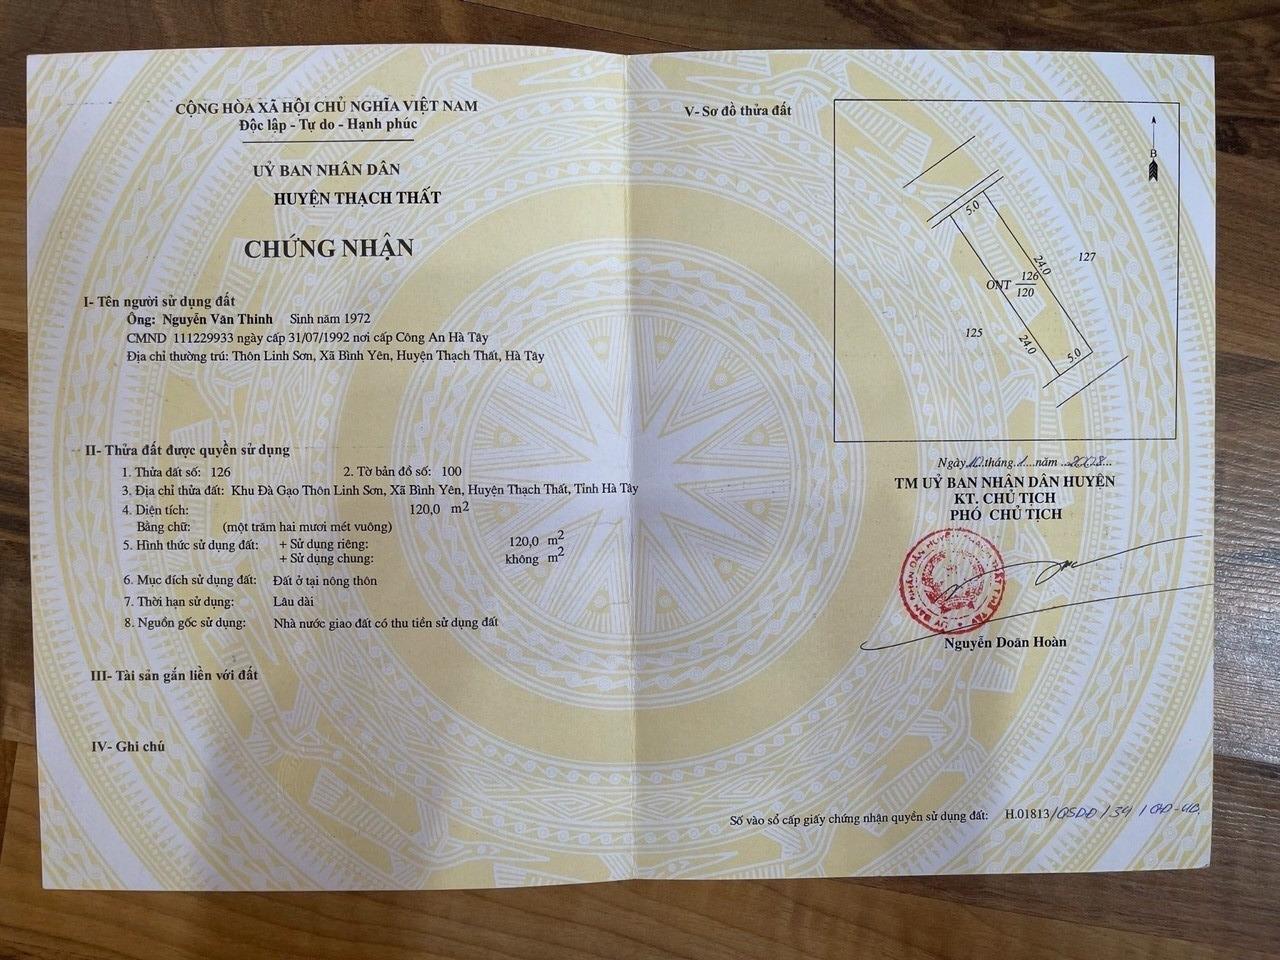 CỘNG HÒA XÃ HỘI CHỦ NGHĨA VIỆT NAM
Độc lập - Tự do - Hạnh phúc
UỶ BAN NHÂN DÂN
HUYỆN THẠCH THẤT
CHỨNG NHẬN
I- Tên người sử dụng đất
Ông: Nguyễn Văn Thinh Sinh năm 1972
CMND 111229933 ngày cấp 31/07/1992 nơi cấp Công An Hà Tây
Địa chỉ thường trú: Thôn Linh Sơn, Xã Bình Yên, Huyện Thạch Thất, Hà Tây
II- Thửa đất được quyền sử dụng
1. Thửa đất số: 126 2. Tờ bản đồ số: 100
3. Địa chỉ thửa đất: Khu Đà Gạo Thôn Linh Sơn, Xã Bình Yên, Huyện Thạch Thất, Tỉnh Hà Tây
4. Diện tích: 120,0 m2
Bằng chữ: (một trăm hai mươi mét vuông)
5. Hình thức sử dụng đất: + Sử dụng riêng: 120,0 m2
+ Sử dụng chung: không m2
6. Mục đích sử dụng đất: Đất ở tại nông thôn
7. Thời hạn sử dụng: Lâu dài
8. Nguồn gốc sử dụng: Nhà nước giao đất có thu tiền sử dụng đất
III- Tài sản gắn liền với đất
IV- Ghi chú
V- Sơ đồ thửa đất
B
5.0
24.0
127
ONT 126
120
125
24.0
5.0
Ngày 10 tháng 1 năm 2008
TM UỶ BAN NHÂN DÂN HUYỆN
KT. CHỦ TỊCH
PHÓ CHỦ TỊCH
Nguyễn Doãn Hoàn
Số vào sổ cấp giấy chứng nhận quyền sử dụng đất: H.01813/QSDĐ/34/QĐ-UB